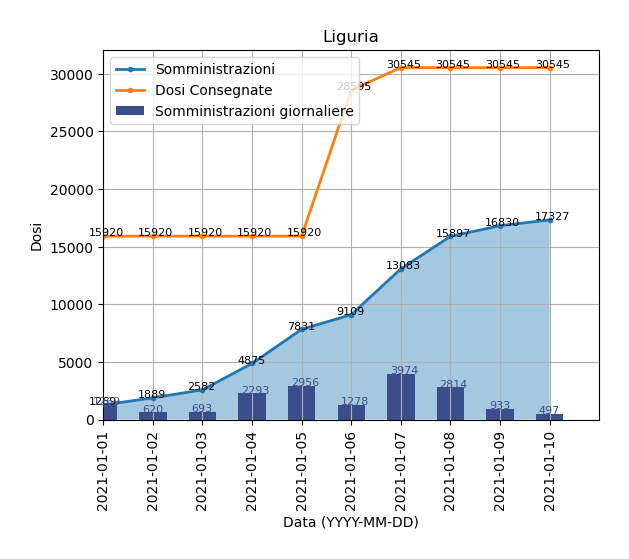 Liguria
Somministrazioni
Dosi Consegnate
Somministrazioni giornaliere
30000
25000
20000
15000
10000
5000
0
Dosi
15920 15920 15920 15920 15920 28595 30545 30545 30545 30545
1269 1889 2582 4875 7831 9109 13083 15897 16830 17327
1269 620 693 2293 2956 1278 3974 2814 933 497
2021-01-01
2021-01-02
2021-01-03
2021-01-04
2021-01-05
2021-01-06
2021-01-07
2021-01-08
2021-01-09
2021-01-10
Data (YYYY-MM-DD)